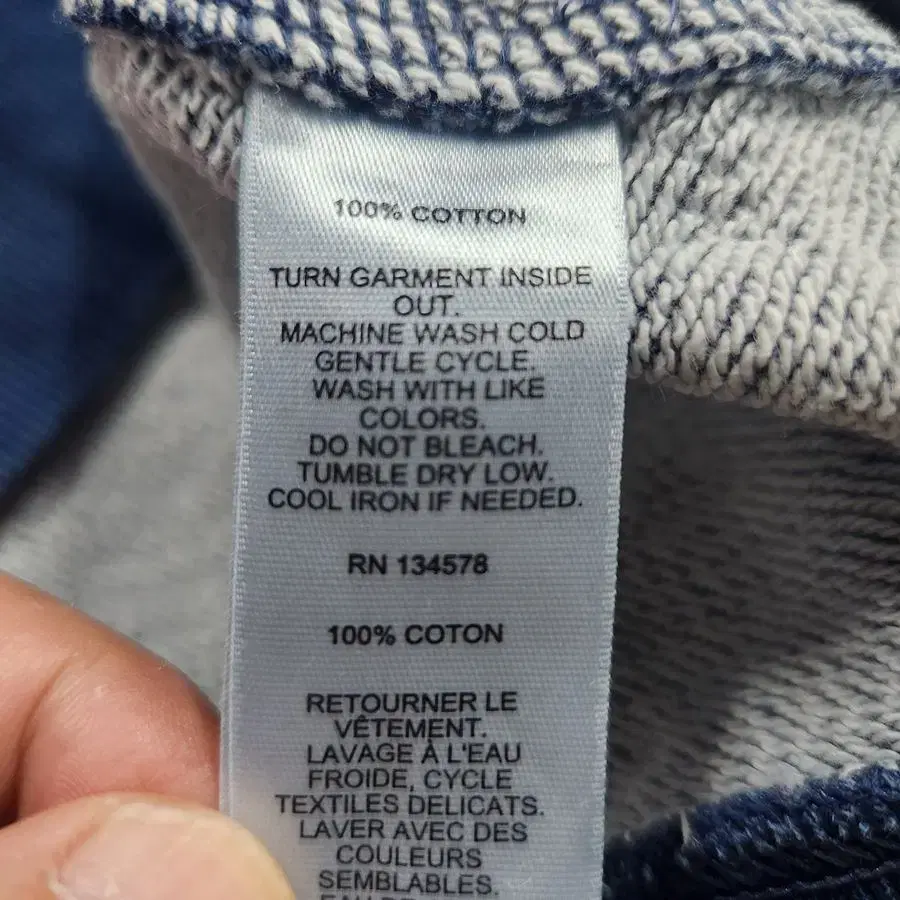 100% COTTON
TURN GARMENT INSIDE
OUT.
MACHINE WASH COLD
GENTLE CYCLE.
WASH WITH LIKE
COLORS.
DO NOT BLEACH.
TUMBLE DRY LOW.
COOL IRON IF NEEDED.
RN 134578
100% COTON
RETOURNER LE
VÊTEMENT.
LAVAGE À L'EAU
FROIDE, CYCLE
TEXTILES DELICATS.
LAVER AVEC DES
COULEURS
SEMBLABLES.